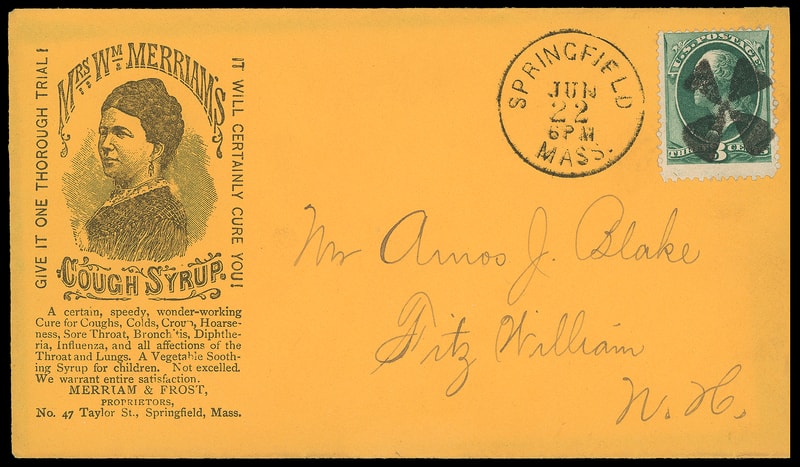 GIVE IT ONE THOROUGH TRIAL!
MRS WM MERRIAM'S
IT WILL CERTAINLY CURE YOU!
COUGH SYRUP.
A certain, speedy, wonder-working
Cure for Coughs, Colds, Croup, Hoarse-
ness, Sore Throat, Bronchitis, Diphthe-
ria, Influenza, and all affections of the
Throat and Lungs. A Vegetable Sooth-
ing Syrup for children. Not excelled.
We warrant entire satisfaction.
MERRIAM & FROST,
PROPRIETORS,
No. 47 Taylor St., Springfield, Mass.
SPRINGFIELD
JUN
22
6PM
MASS.
U.S. POSTAGE
THREE 3 CENTS
Mr Amos J. Blake
Fitz William
N. H.